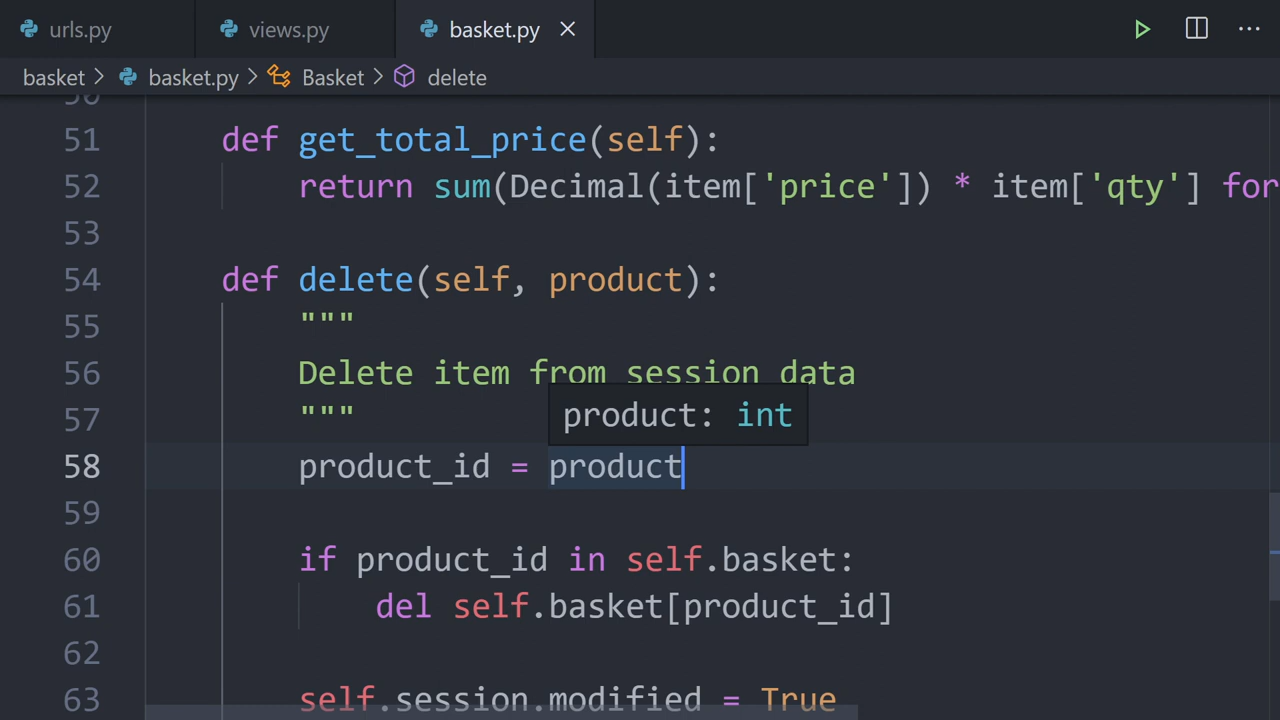 urls.py views.py basket.py
basket > basket.py > Basket > delete
50
51 def get_total_price(self):
52 return sum(Decimal(item['price']) * item['qty'] for
53
54 def delete(self, product):
55 """
56 Delete item from session data
57 """
product: int
58 product_id = product
59
60 if product_id in self.basket:
61 del self.basket[product_id]
62
63 self.session.modified = True